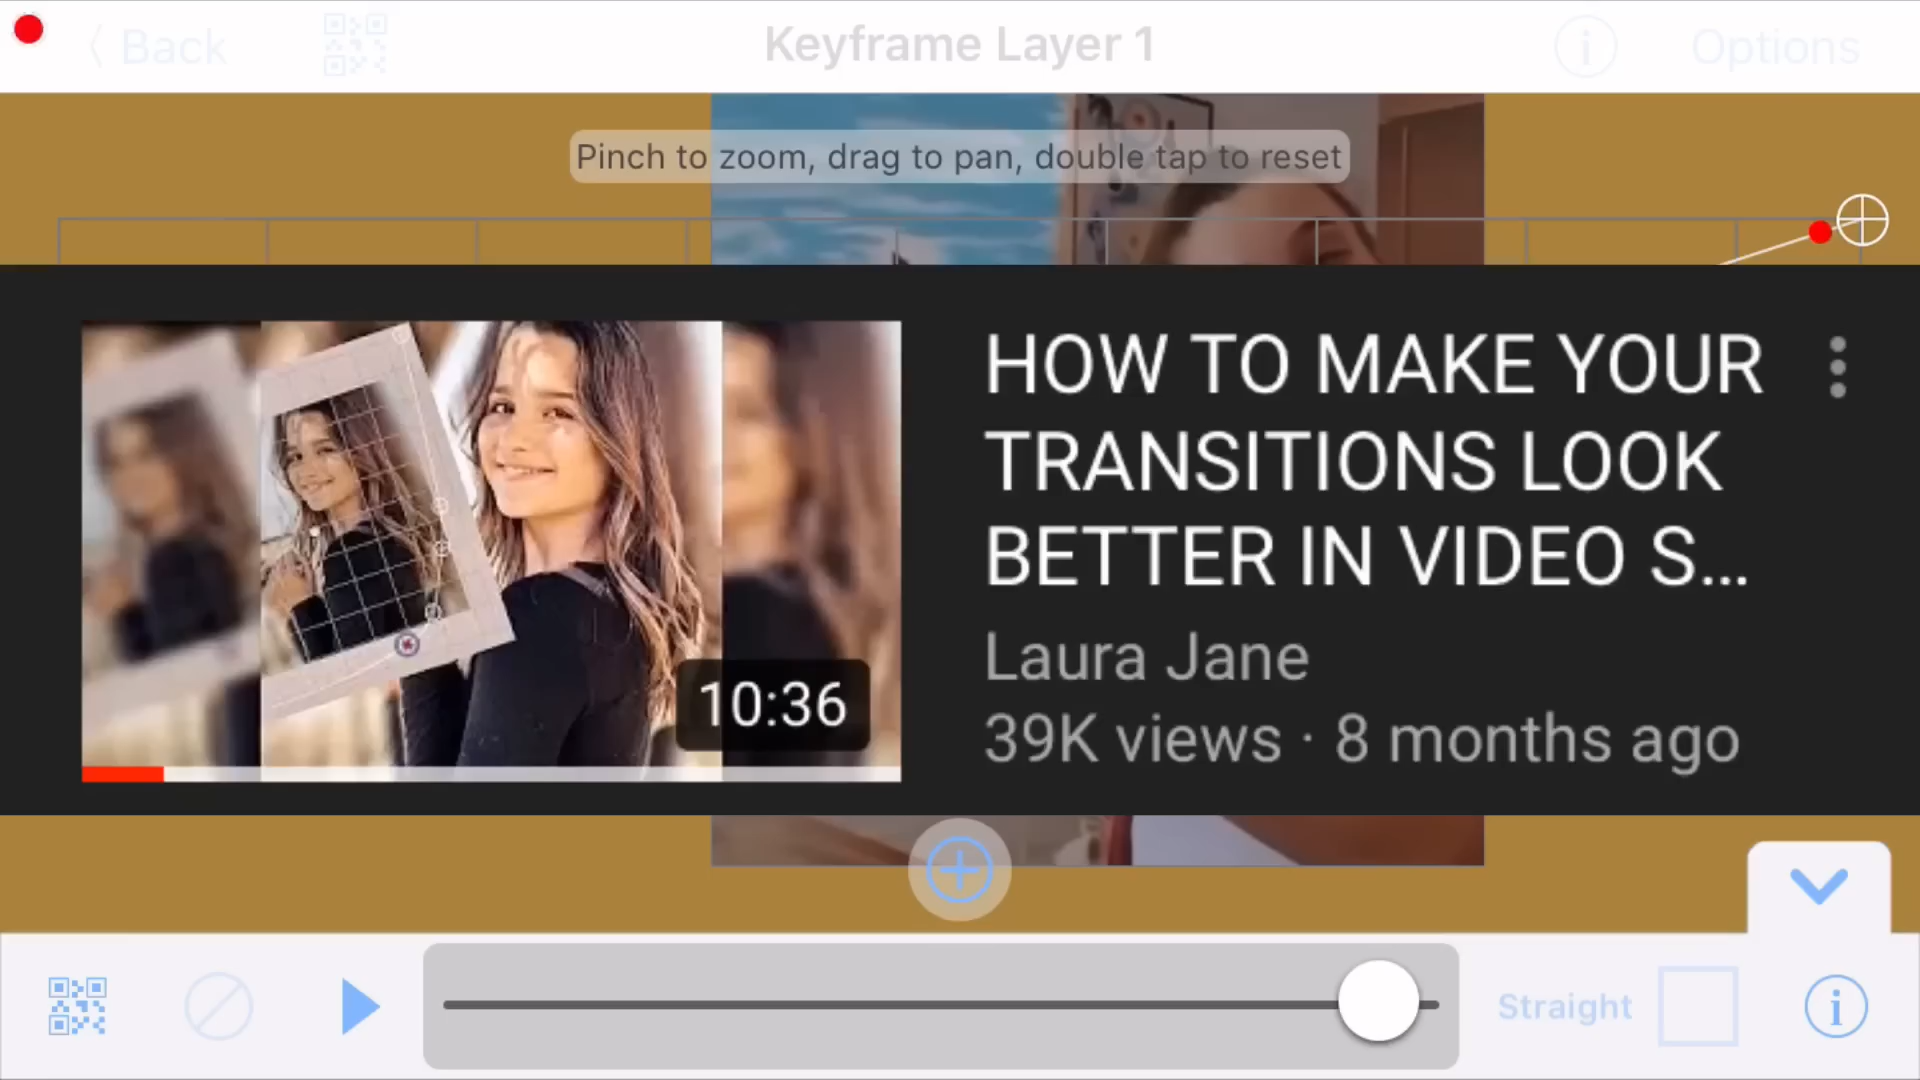 Back
Keyframe Layer 1
Options
Pinch to zoom, drag to pan, double tap to reset
HOW TO MAKE YOUR
TRANSITIONS LOOK
BETTER IN VIDEO S...
Laura Jane
39K views · 8 months ago
10:36
Straight